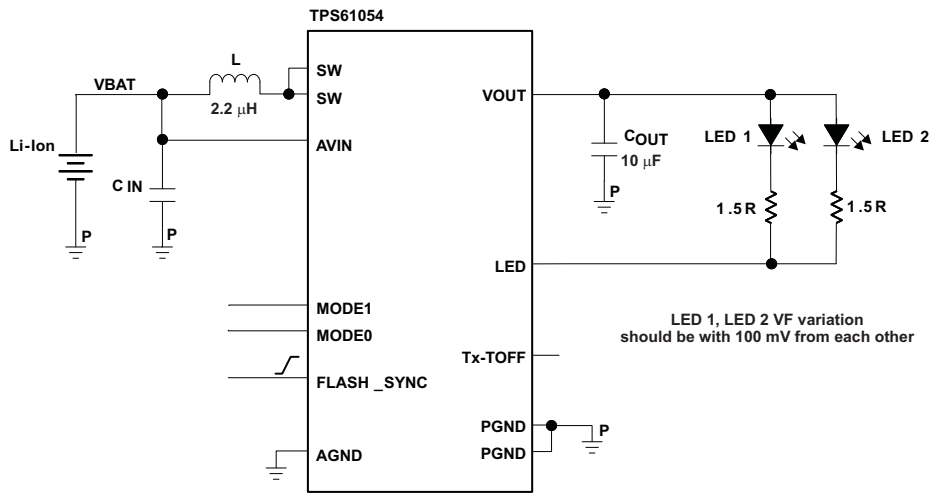 TPS61054
L
SW
VBAT
SW
2.2 μH
VOUT
Li-Ion
AVIN
COUT
10 μF
LED 1
LED 2
C IN
P
P
P
1.5R
1.5R
LED
MODE1
MODE0
LED 1, LED 2 VF variation
should be with 100 mV from each other
Tx-TOFF
FLASH _SYNC
PGND
P
AGND
PGND